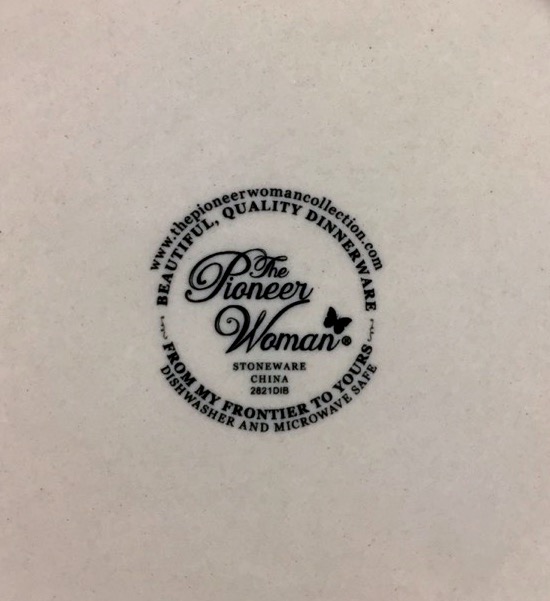 www.thepioneerwomancollection.com
BEAUTIFUL, QUALITY DINNERWARE
The
Pioneer
Woman®
STONEWARE
CHINA
2821DIB
FROM MY FRONTIER TO YOURS
DISHWASHER AND MICROWAVE SAFE